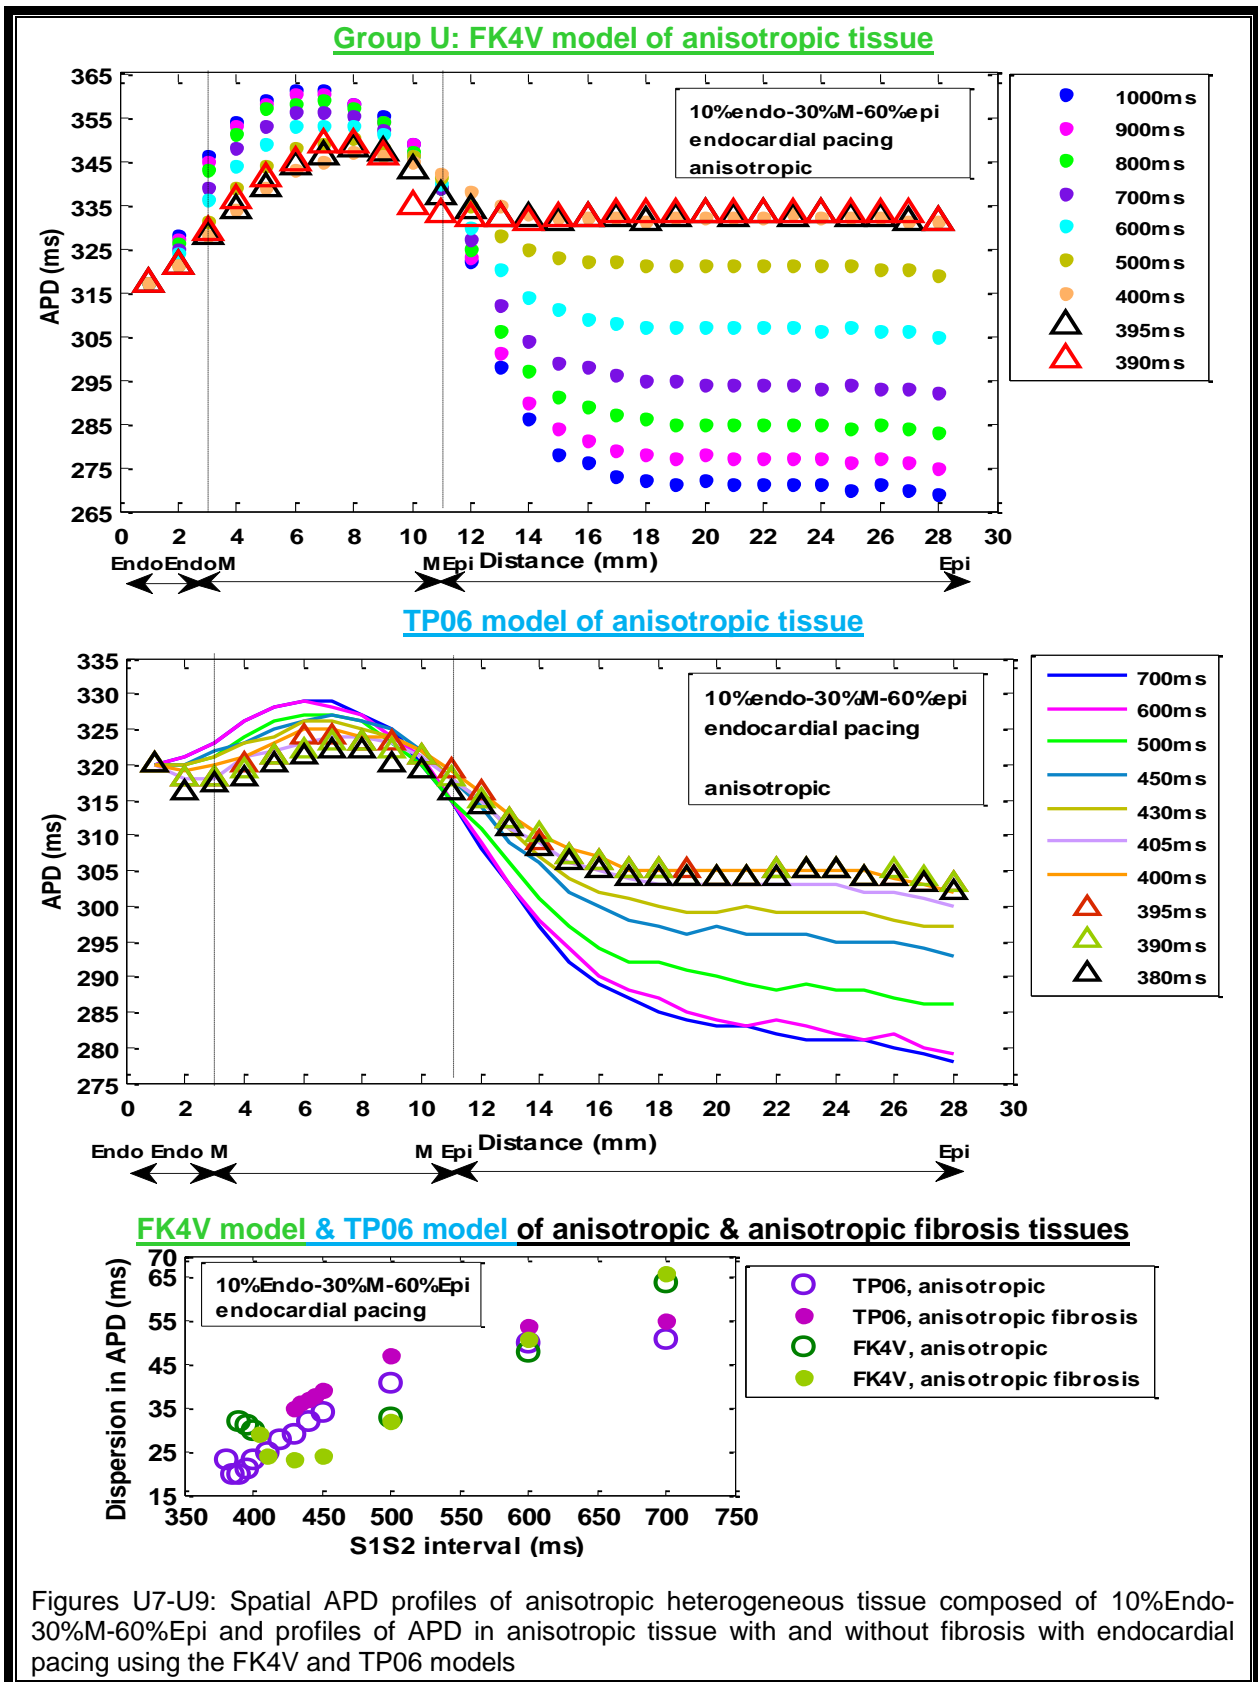 Group U: FK4V model of anisotropic tissue
365
355
345
335
325
315
305
295
285
275
265
APD (ms)
10%endo-30%M-60%epi
endocardial pacing
anisotropic
1000ms
900ms
800ms
700ms
600ms
500ms
400ms
395ms
390ms
0 2 4 6 8 10 12 14 16 18 20 22 24 26 28 30
Endo Endo M M Epi Distance (mm) Epi
TP06 model of anisotropic tissue
335
330
325
320
315
310
305
300
295
290
285
280
275
APD (ms)
10%endo-30%M-60%epi
endocardial pacing
anisotropic
700ms
600ms
500ms
450ms
430ms
405ms
400ms
395ms
390ms
380ms
0 2 4 6 8 10 12 14 16 18 20 22 24 26 28 30
Endo Endo M M Epi Distance (mm) Epi
FK4V model & TP06 model of anisotropic & anisotropic fibrosis tissues
70
65
55
45
35
25
15
Dispersion in APD (ms)
10%Endo-30%M-60%Epi
endocardial pacing
TP06, anisotropic
TP06, anisotropic fibrosis
FK4V, anisotropic
FK4V, anisotropic fibrosis
350 400 450 500 550 600 650 700 750
S1S2 interval (ms)
Figures U7-U9: Spatial APD profiles of anisotropic heterogeneous tissue composed of 10%Endo-
30%M-60%Epi and profiles of APD in anisotropic tissue with and without fibrosis with endocardial
pacing using the FK4V and TP06 models